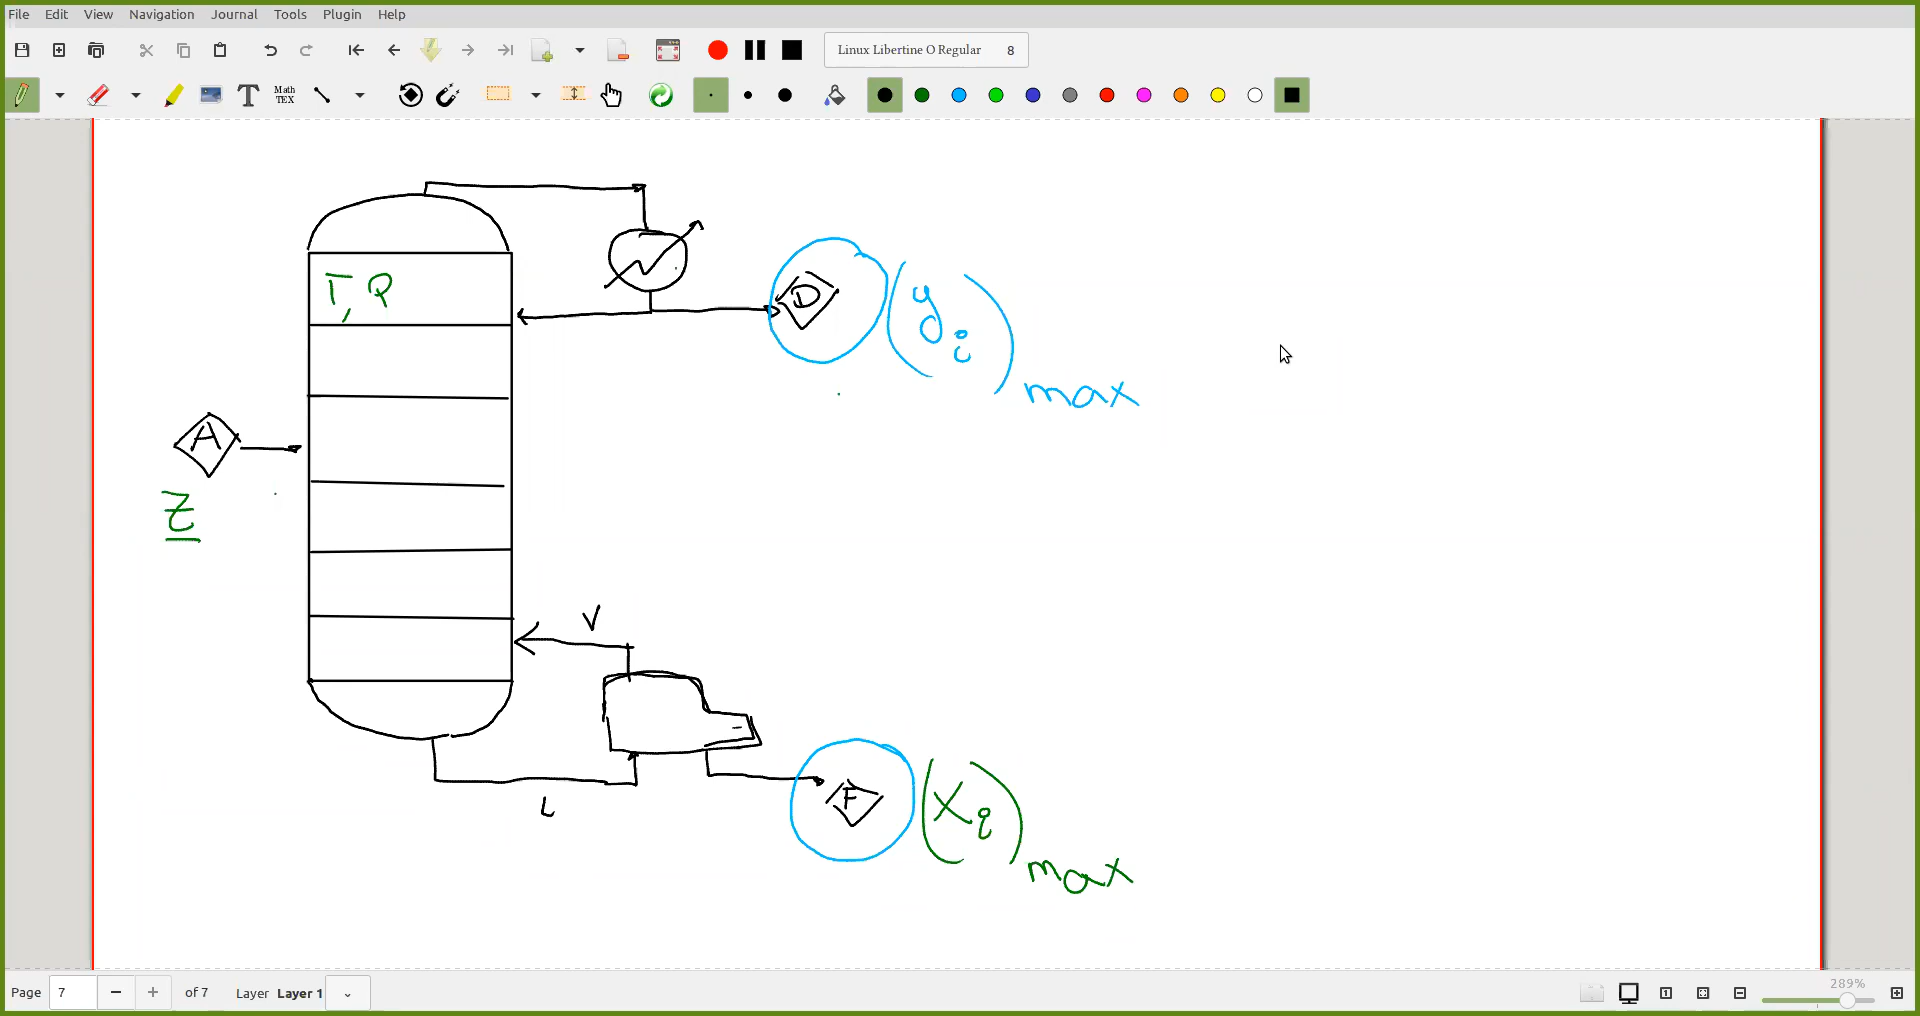 File Edit View Navigation Journal Tools Plugin Help
Linux Libertine O Regular 8
T Math TEX
T, P
D
(yi)max
A
Z
V
F
(xi)max
L
Page 7 of 7 Layer Layer 1
289%